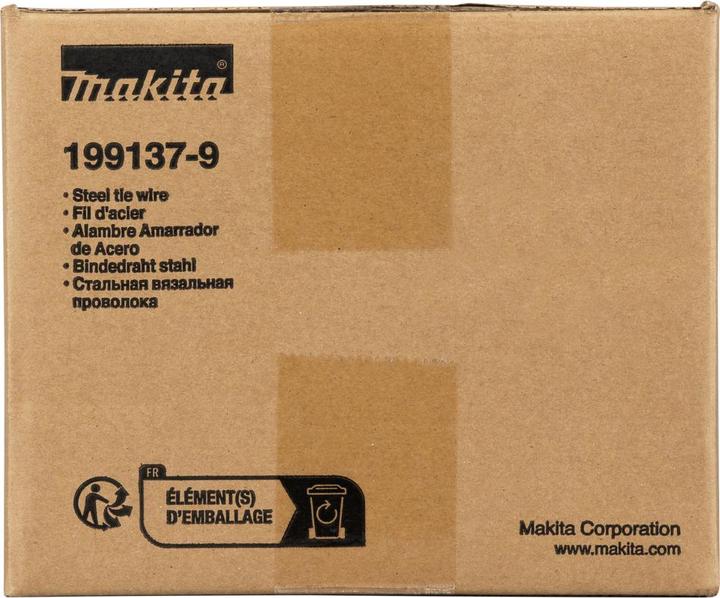 makita®
199137-9
• Steel tie wire
• Fil d'acier
• Alambre Amarrador
de Acero
• Bindedraht stahl
• Стальная вязальная
проволока
FR
ÉLÉMENT(S)
D'EMBALLAGE
Makita Corporation
www.makita.com